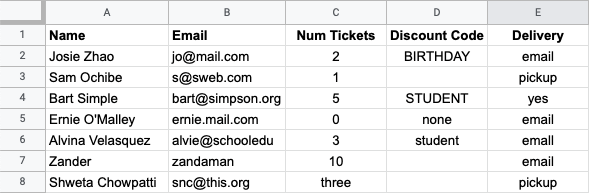 A B C D E
1 Name Email Num Tickets Discount Code Delivery
2 Josie Zhao jo@mail.com 2 BIRTHDAY email
3 Sam Ochibe s@sweb.com 1 pickup
4 Bart Simple bart@simpson.org 5 STUDENT yes
5 Ernie O'Malley ernie.mail.com 0 none email
6 Alvina Velasquez alvie@schooledu 3 student email
7 Zander zandaman 10 email
8 Shweta Chowpatti snc@this.org three pickup